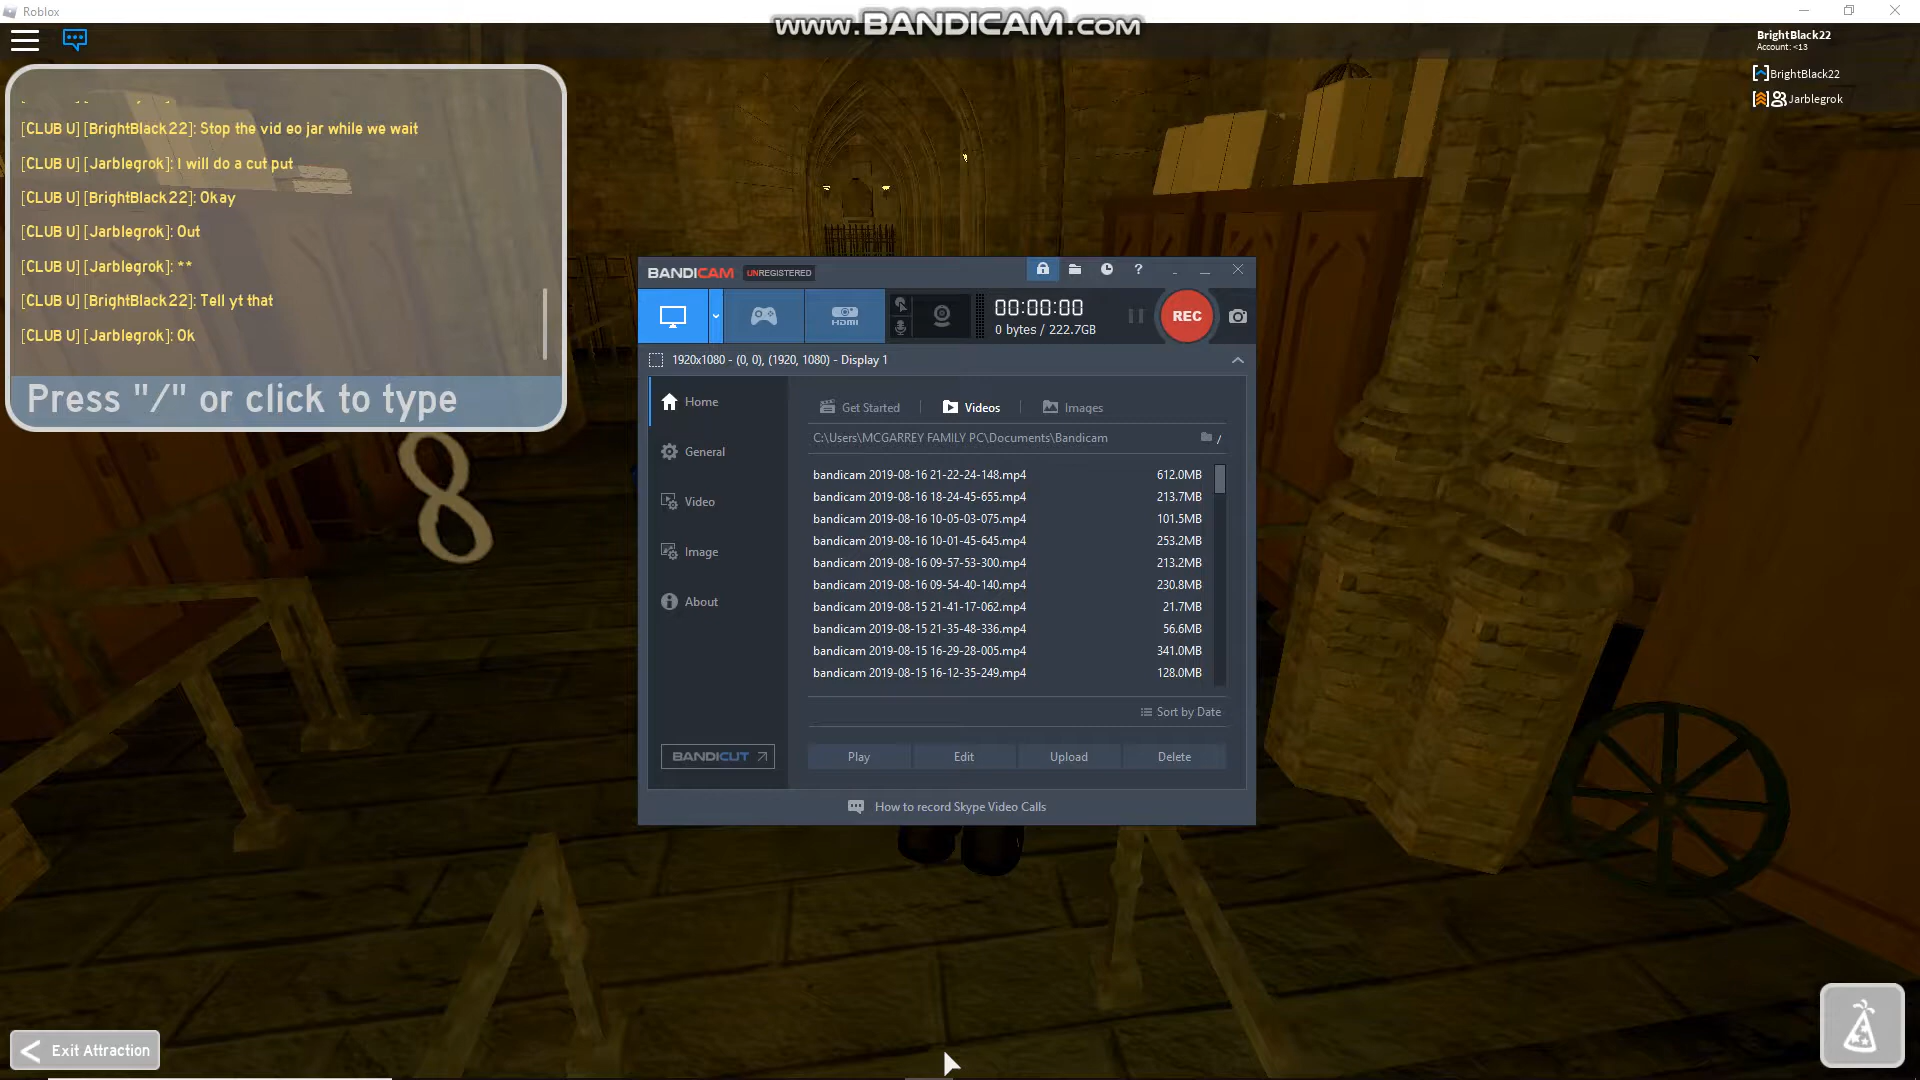 Roblox
www.BANDICAM.com
BrightBlack22
Account: <13
BrightBlack22
Jarblegrok
[CLUB U] [BrightBlack22]: Stop the vid eo jar while we wait
[CLUB U] [Jarblegrok]: I will do a cut put
[CLUB U] [BrightBlack22]: Okay
[CLUB U] [Jarblegrok]: Out
[CLUB U] [Jarblegrok]: **
[CLUB U] [BrightBlack22]: Tell yt that
[CLUB U] [Jarblegrok]: Ok
Press "/" or click to type
8
BANDICAM UNREGISTERED
?
HDMI
00:00:00
0 bytes / 222.7GB
REC
1920x1080 - (0, 0), (1920, 1080) - Display 1
Home
General
Video
Image
About
BANDICUT
Get Started
Videos
Images
C:\Users\MCGARREY FAMILY PC\Documents\Bandicam
/
bandicam 2019-08-16 21-22-24-148.mp4 612.0MB
bandicam 2019-08-16 18-24-45-655.mp4 213.7MB
bandicam 2019-08-16 10-05-03-075.mp4 101.5MB
bandicam 2019-08-16 10-01-45-645.mp4 253.2MB
bandicam 2019-08-16 09-57-53-300.mp4 213.2MB
bandicam 2019-08-16 09-54-40-140.mp4 230.8MB
bandicam 2019-08-15 21-41-17-062.mp4 21.7MB
bandicam 2019-08-15 21-35-48-336.mp4 56.6MB
bandicam 2019-08-15 16-29-28-005.mp4 341.0MB
bandicam 2019-08-15 16-12-35-249.mp4 128.0MB
Sort by Date
Play
Edit
Upload
Delete
How to record Skype Video Calls
Exit Attraction